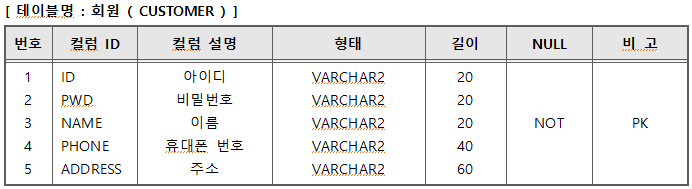 [ 테이블명 : 회원 ( CUSTOMER ) ]
번호 컬럼 ID 컬럼 설명 형태 길이 NULL 비 고
1 ID 아이디 VARCHAR2 20
2 PWD 비밀번호 VARCHAR2 20
3 NAME 이름 VARCHAR2 20 NOT PK
4 PHONE 휴대폰 번호 VARCHAR2 40
5 ADDRESS 주소 VARCHAR2 60